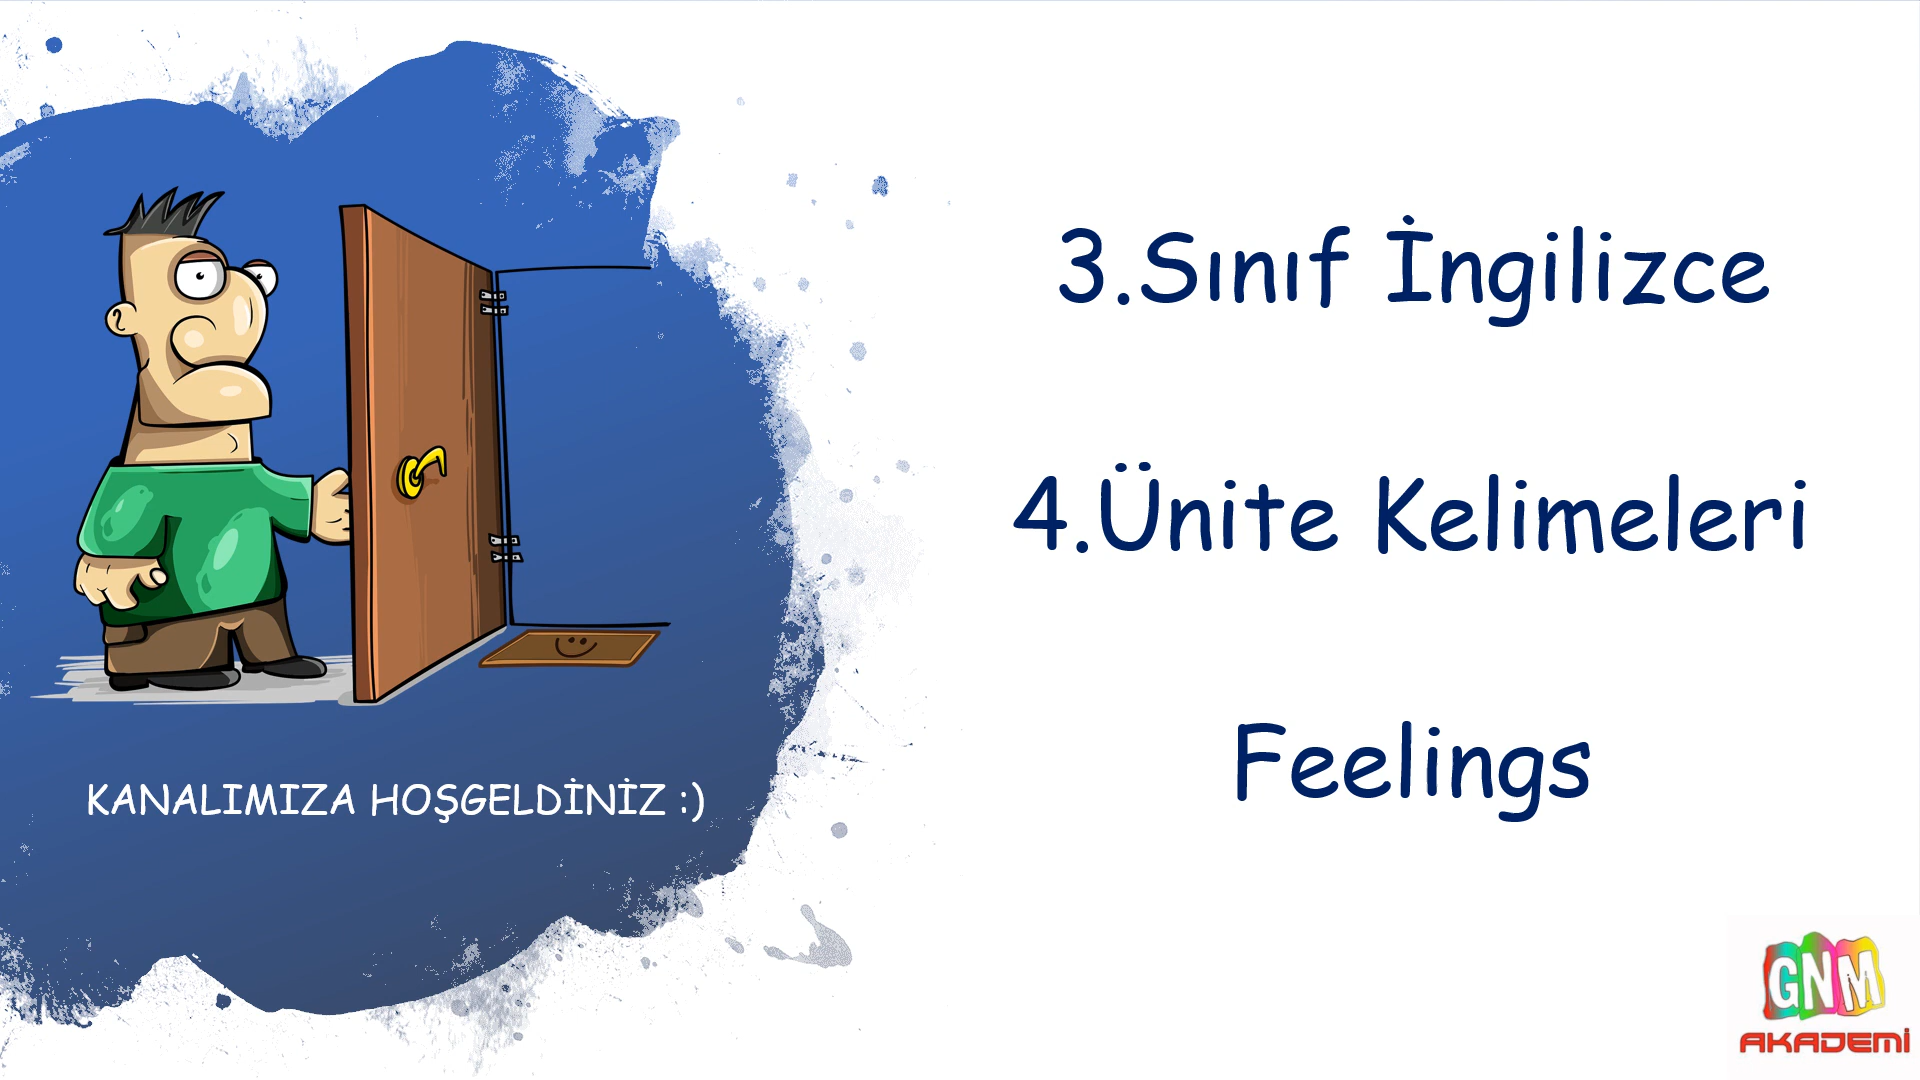 3.Sınıf İngilizce
4.Ünite Kelimeleri
Feelings
KANALIMIZA HOŞGELDİNİZ :)
GNM
AKADEMİ